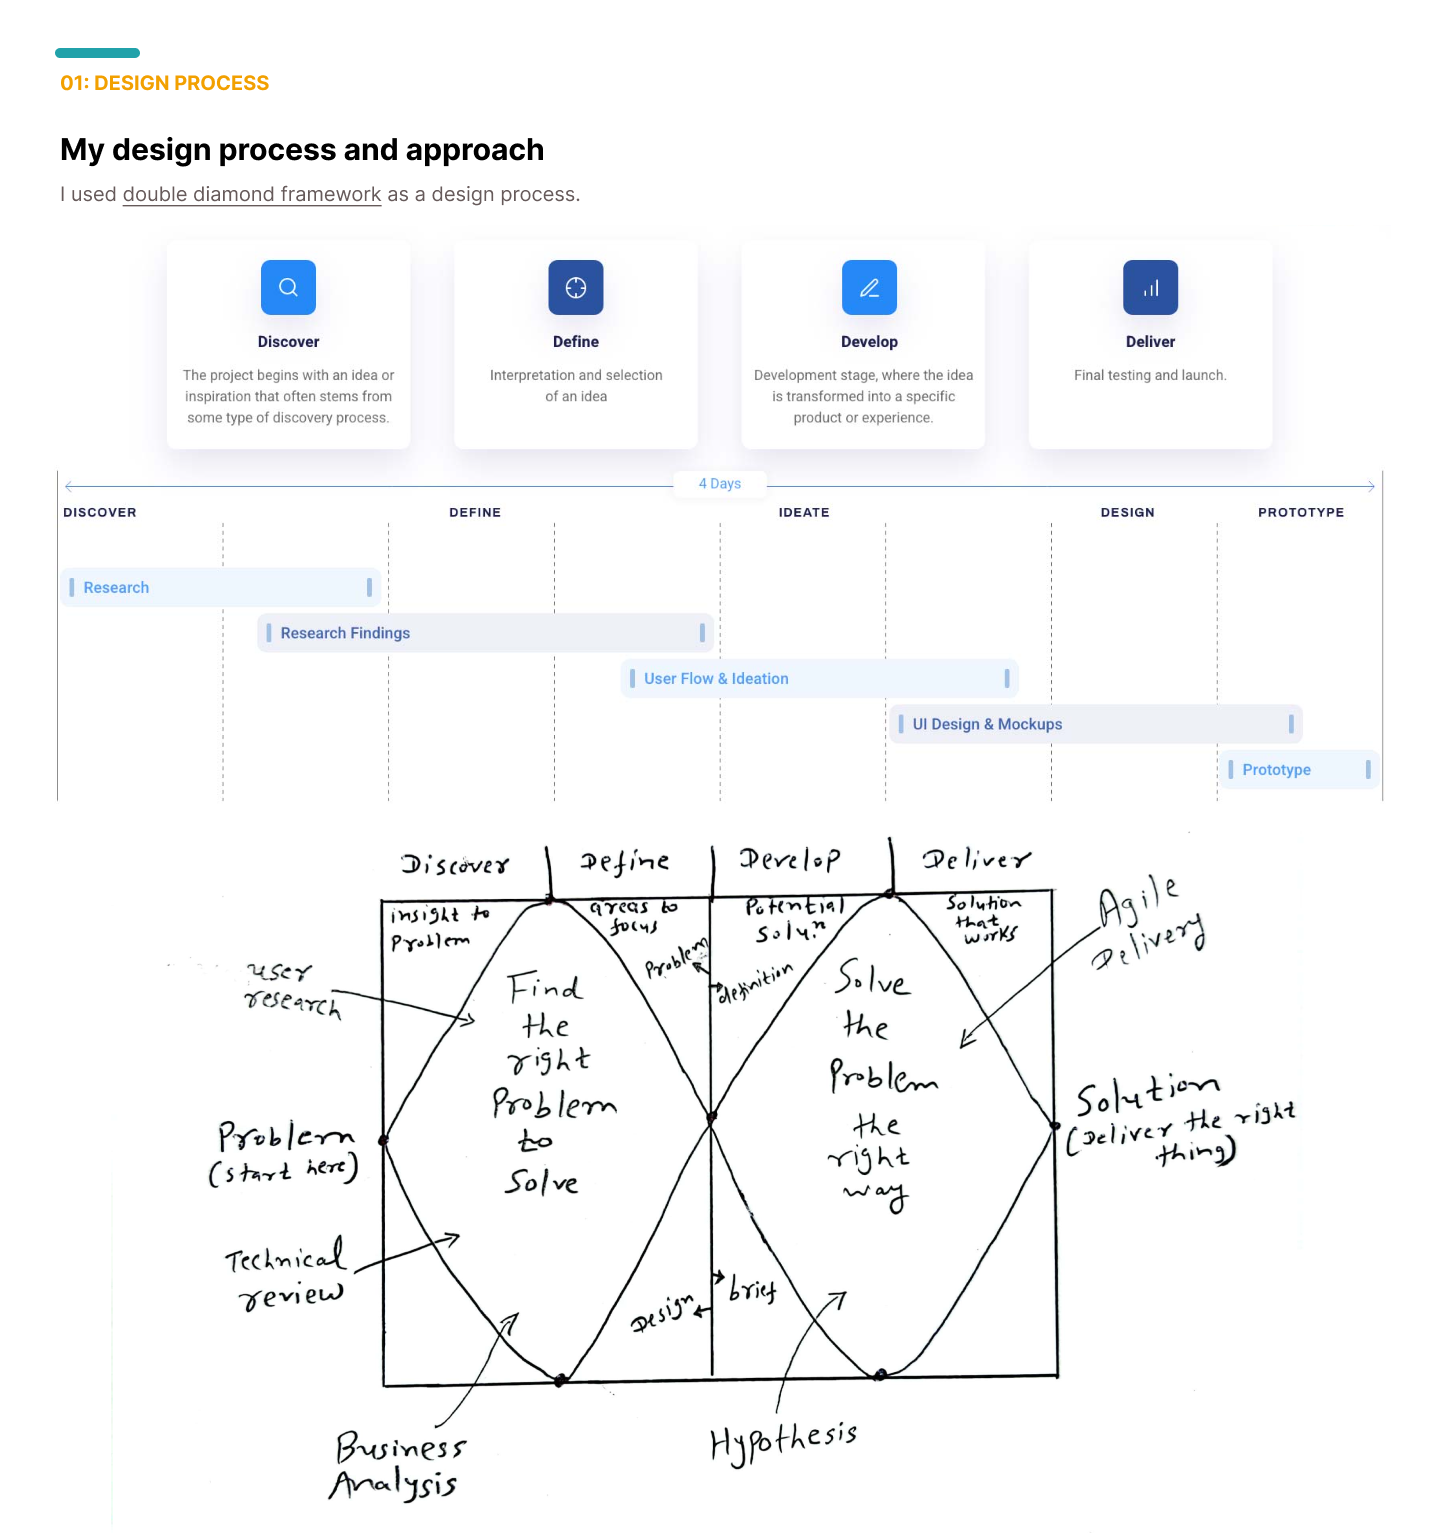 01: DESIGN PROCESS
My design process and approach
I used double diamond framework as a design process.
Discover
The project begins with an idea or
inspiration that often stems from
some type of discovery process.
Define
Interpretation and selection
of an idea
Develop
Development stage, where the idea
is transformed into a specific
product or experience.
Deliver
Final testing and launch.
4 Days
DISCOVER
DEFINE
IDEATE
DESIGN
PROTOTYPE
Research
Research Findings
User Flow & Ideation
UI Design & Mockups
Prototype
Discover
Define
Develop
Deliver
insight to
Problem
areas to
focus
Potential
Soluⁿ
Solution
that
works
Agile
Delivery
user
research
Problem
definition
Find
the
right
Problem
to
Solve
Solve
the
Problem
the
right
way
Problem
(start here)
Solution
(Deliver the right
thing)
Technical
review
Design
brief
Business
Analysis
Hypothesis